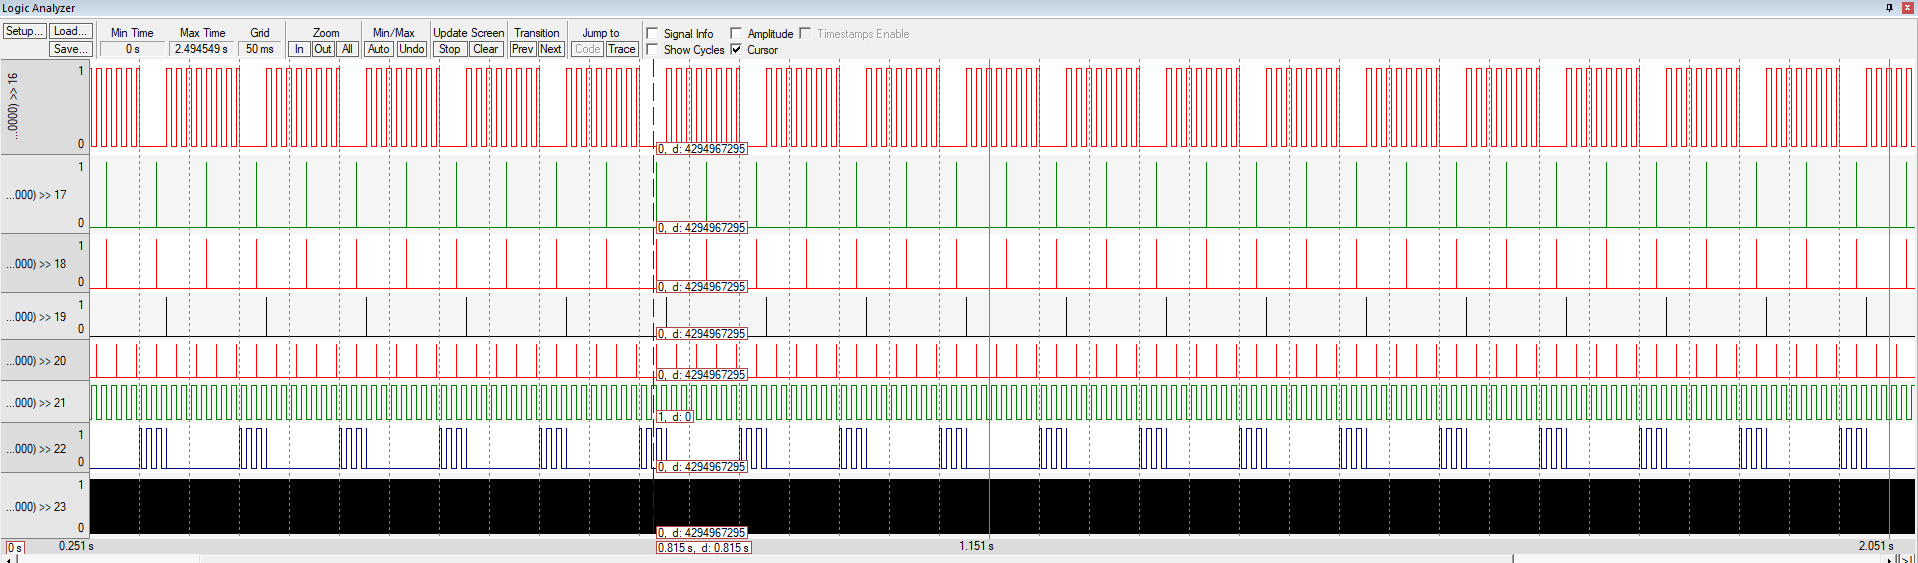 Logic Analyzer
Setup... Load... Min Time Max Time Grid Zoom Min/Max Update Screen Transition Jump to Signal Info Amplitude Timestamps Enable
Save... 0 s 2.494549 s 50 ms In Out All Auto Undo Stop Clear Prev Next Code Trace Show Cycles Cursor
1
...0000) >> 16
0
0, d: 4294967295
1
...000) >> 17
0
0, d: 4294967295
1
...000) >> 18
0
0, d: 4294967295
1
...000) >> 19
0
0, d: 4294967295
...000) >> 20
0, d: 4294967295
...000) >> 21
1, d: 0
1
...000) >> 22
0
0, d: 4294967295
1
...000) >> 23
0
0, d: 4294967295
0 s 0.251 s 0.815 s, d: 0.815 s 1.151 s 2.051 s